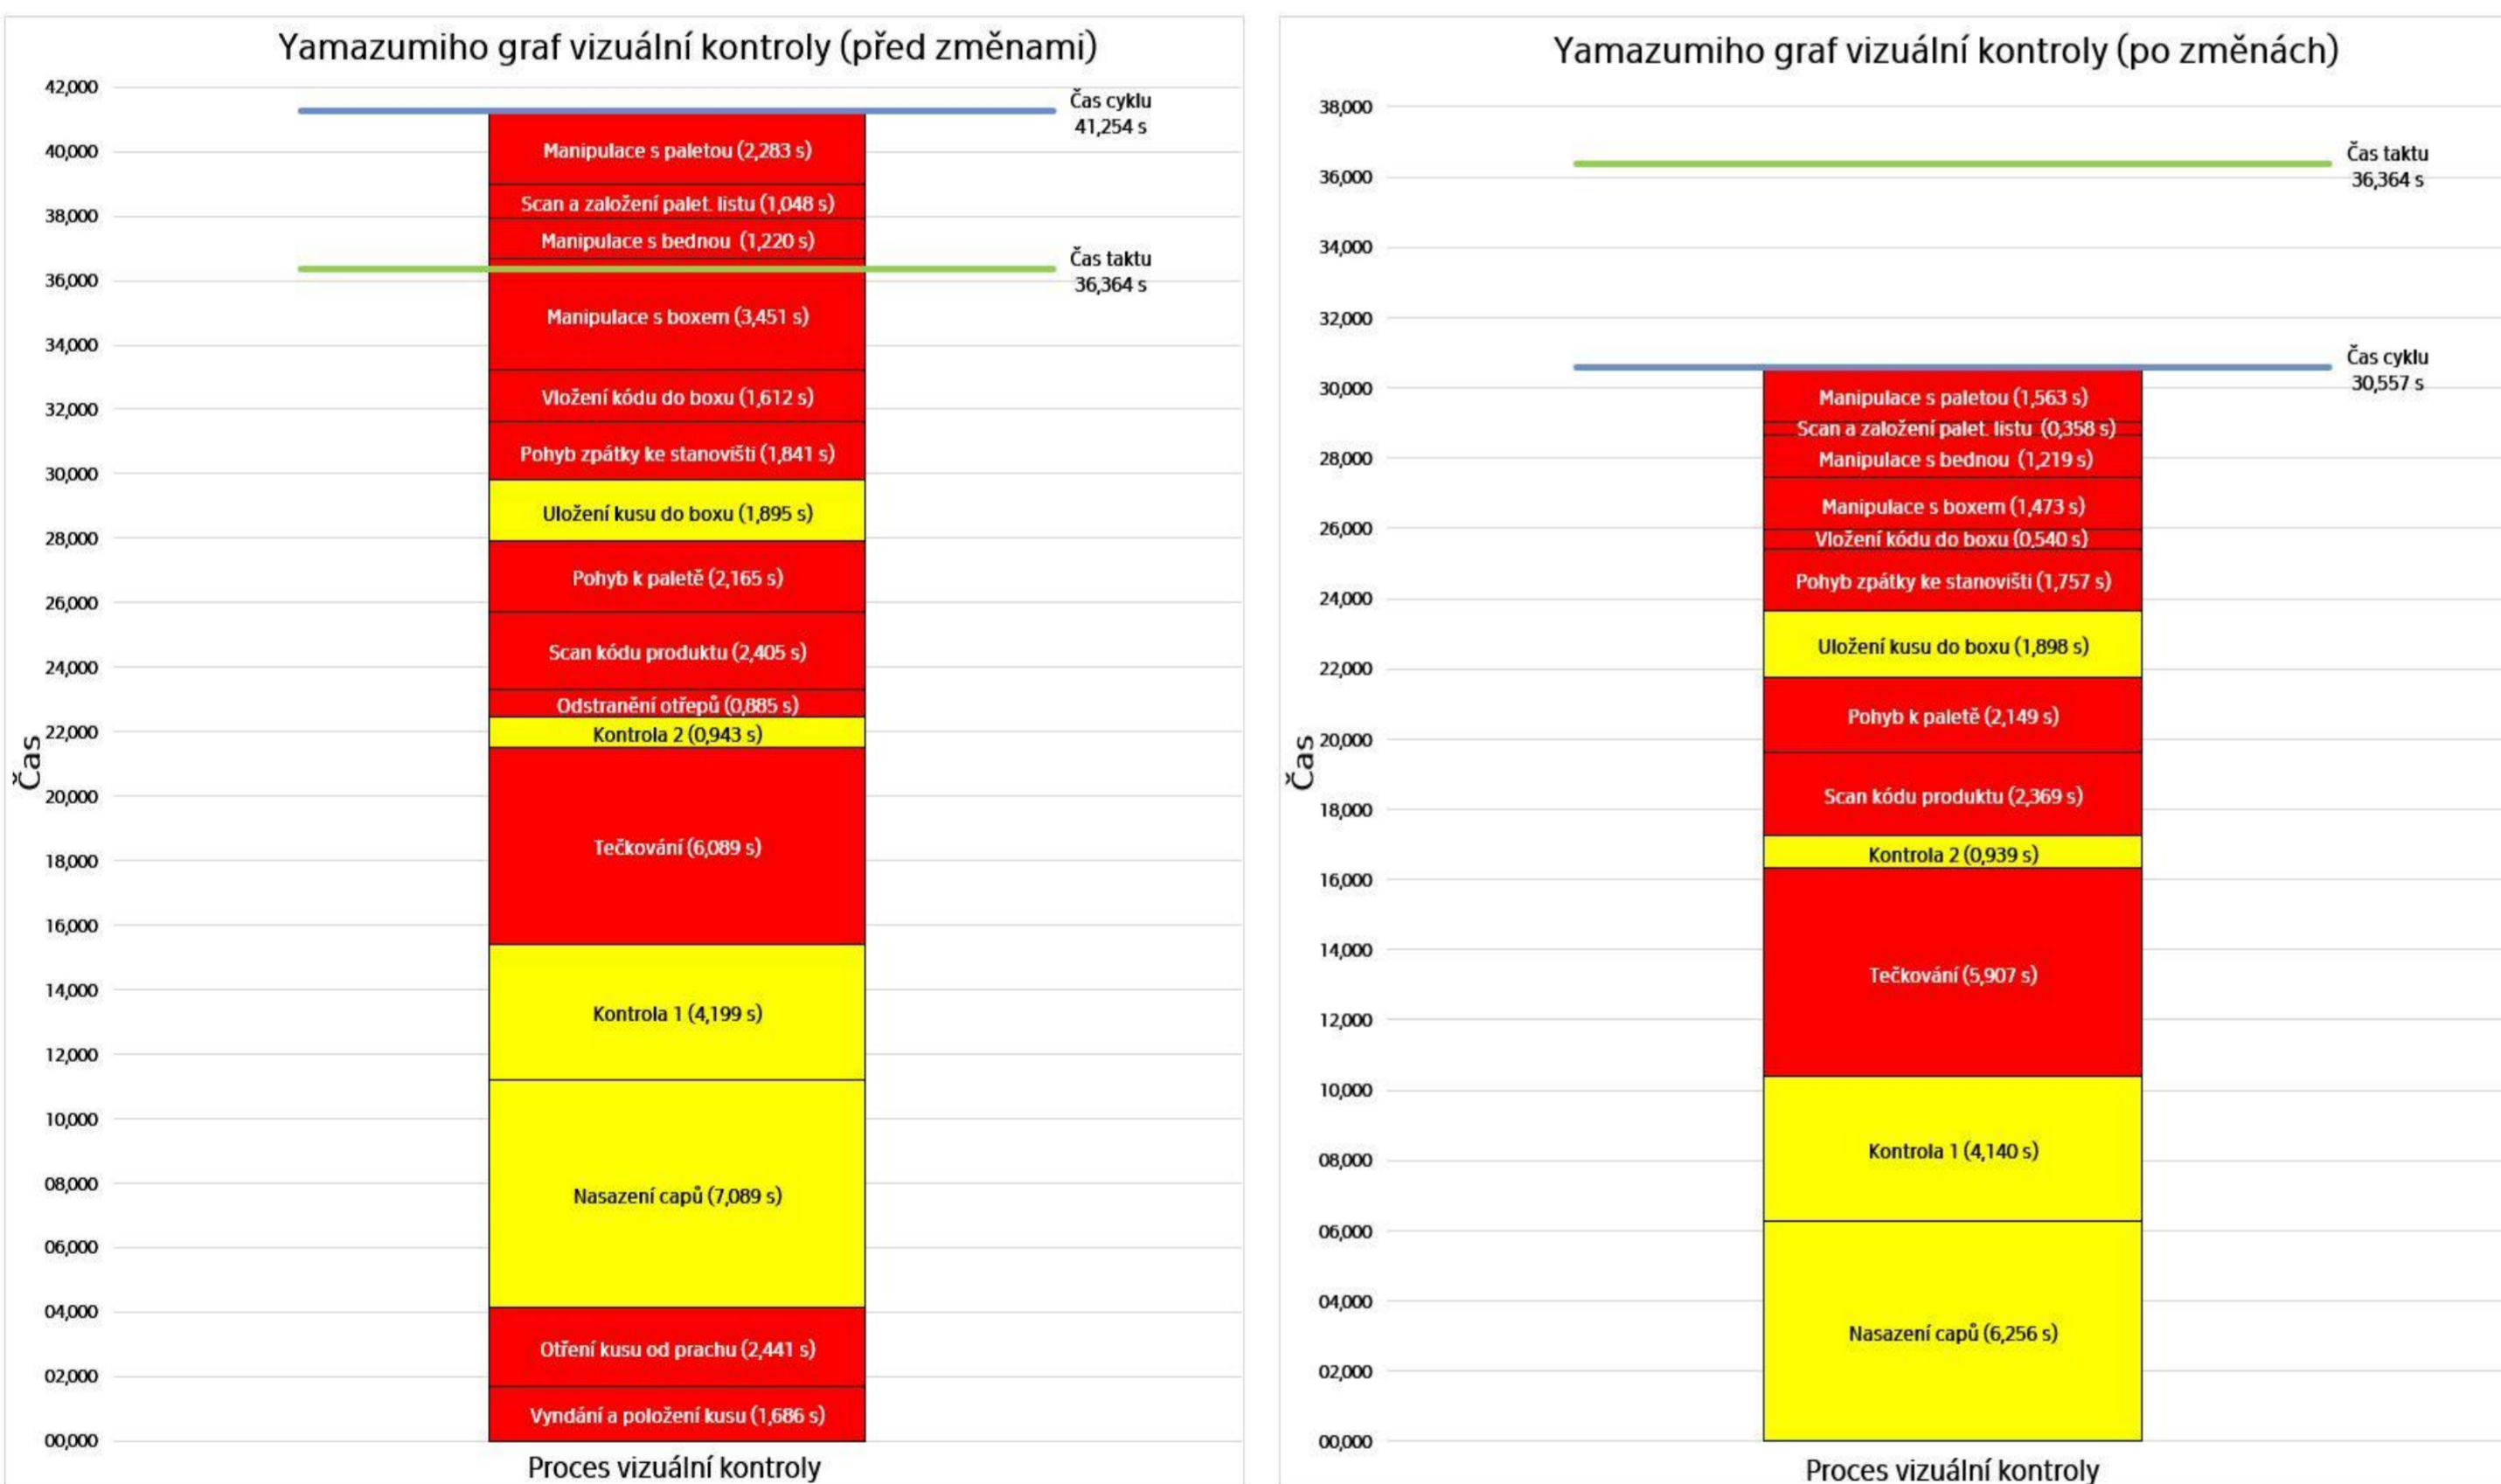 Yamazumiho graf vizuální kontroly (před změnami)
42,000
Čas cyklu
41,254 s
Manipulace s paletou (2,283 s)
40,000
Scan a založení palet. listu (1,048 s)
38,000
Manipulace s bednou (1,220 s)
Čas taktu
36,364 s
36,000
Manipulace s boxem (3,451 s)
34,000
Vložení kódu do boxu (1,612 s)
32,000
Pohyb zpátky ke stanovišti (1,841 s)
30,000
Uložení kusu do boxu (1,895 s)
28,000
Pohyb k paletě (2,165 s)
26,000
Scan kódu produktu (2,405 s)
24,000
Odstranění otřepů (0,885 s)
Kontrola 2 (0,943 s)
22,000
Čas
20,000
Tečkování (6,089 s)
18,000
16,000
Kontrola 1 (4,199 s)
14,000
12,000
10,000
Nasazení capů (7,089 s)
08,000
06,000
04,000
Otření kusu od prachu (2,441 s)
02,000
Vyndání a položení kusu (1,686 s)
00,000
Proces vizuální kontroly
Yamazumiho graf vizuální kontroly (po změnách)
38,000
Čas taktu
36,364 s
36,000
34,000
32,000
Čas cyklu
30,557 s
30,000
Manipulace s paletou (1,563 s)
Scan a založení palet. listu (0,358 s)
Manipulace s bednou (1,219 s)
28,000
Manipulace s boxem (1,473 s)
26,000
Vložení kódu do boxu (0,540 s)
Pohyb zpátky ke stanovišti (1,757 s)
24,000
Uložení kusu do boxu (1,898 s)
22,000
Pohyb k paletě (2,149 s)
20,000
Čas
Scan kódu produktu (2,369 s)
18,000
Kontrola 2 (0,939 s)
16,000
14,000
Tečkování (5,907 s)
12,000
10,000
Kontrola 1 (4,140 s)
08,000
06,000
04,000
Nasazení capů (6,256 s)
02,000
00,000
Proces vizuální kontroly